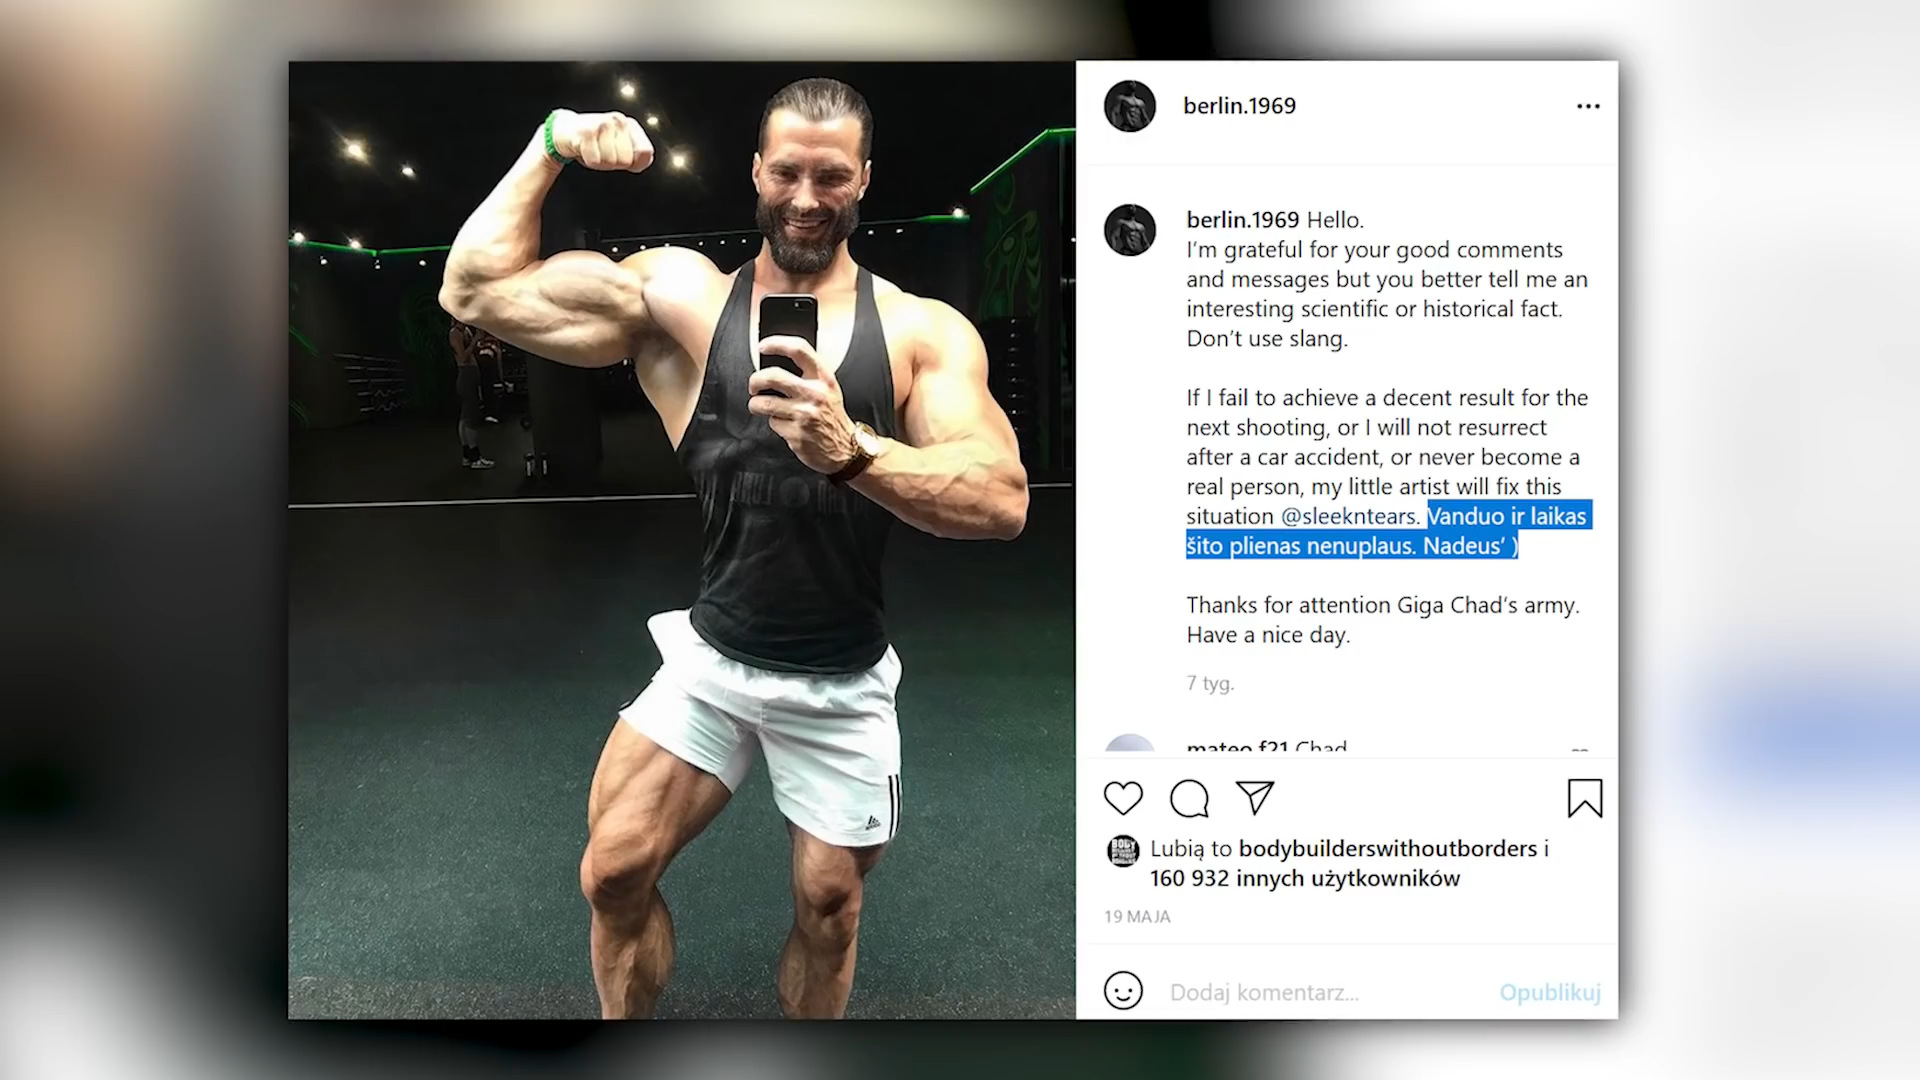 berlin.1969
berlin.1969 Hello.
I'm grateful for your good comments
and messages but you better tell me an
interesting scientific or historical fact.
Don't use slang.
If I fail to achieve a decent result for the
next shooting, or I will not resurrect
after a car accident, or never become a
real person, my little artist will fix this
situation @sleekntears. Vanduo ir laikas
šito plienas nenuplaus. Nadeus' )
Thanks for attention Giga Chad's army.
Have a nice day.
7 tyg.
mateo.f21 Chad
Lubią to bodybuilderswithoutborders i
160 932 innych użytkowników
19 MAJA
Dodaj komentarz... Opublikuj